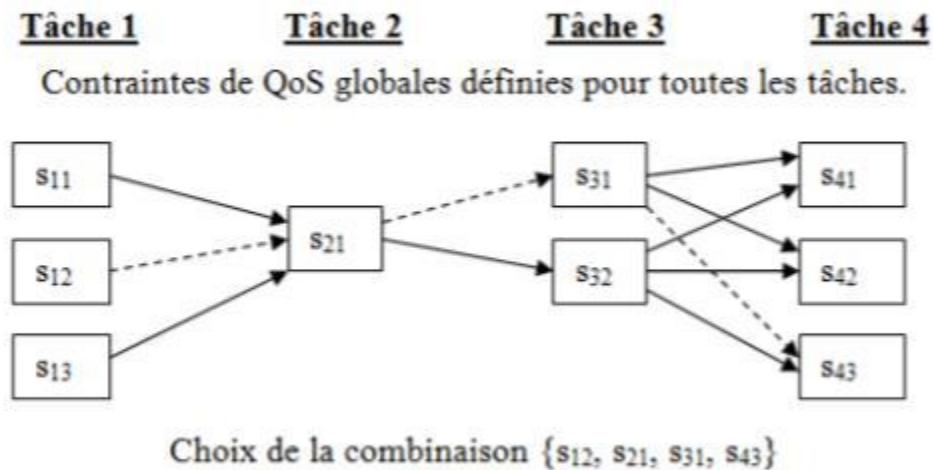 Tâche 1 Tâche 2 Tâche 3 Tâche 4
Contraintes de QoS globales définies pour toutes les tâches.
s11 s31 s41
s21
s12 s32 s42
s13 s43
Choix de la combinaison {s12, s21, s31, s43}